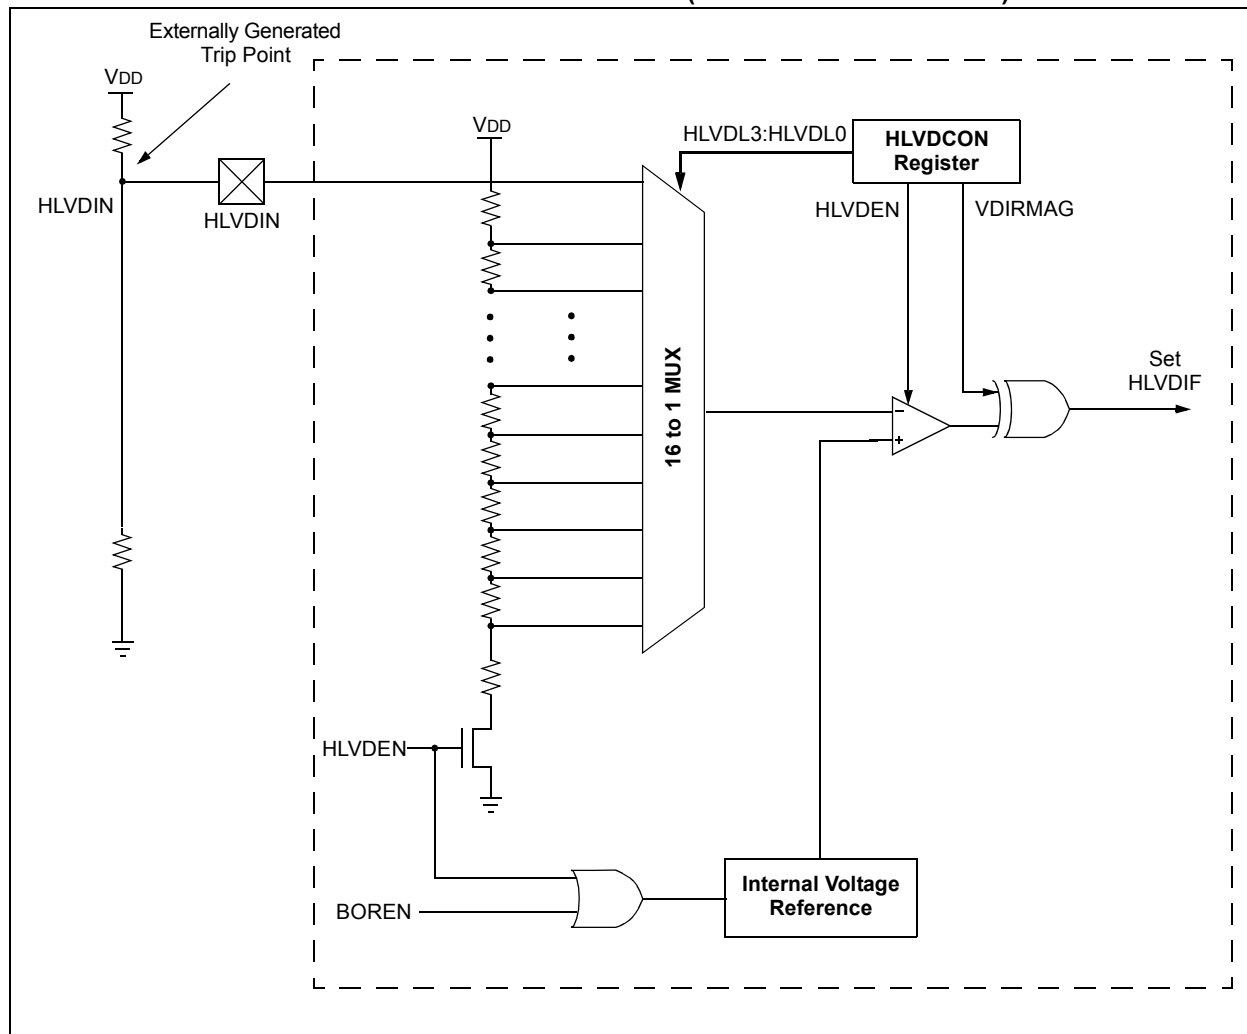 Externally Generated
Trip Point
VDD
VDD
HLVDL3:HLVDL0
HLVDCON
Register
HLVDIN
HLVDIN
HLVDEN
VDIRMAG
16 to 1 MUX
Set
HLVDIF
–
+
HLVDEN
BOREN
Internal Voltage
Reference